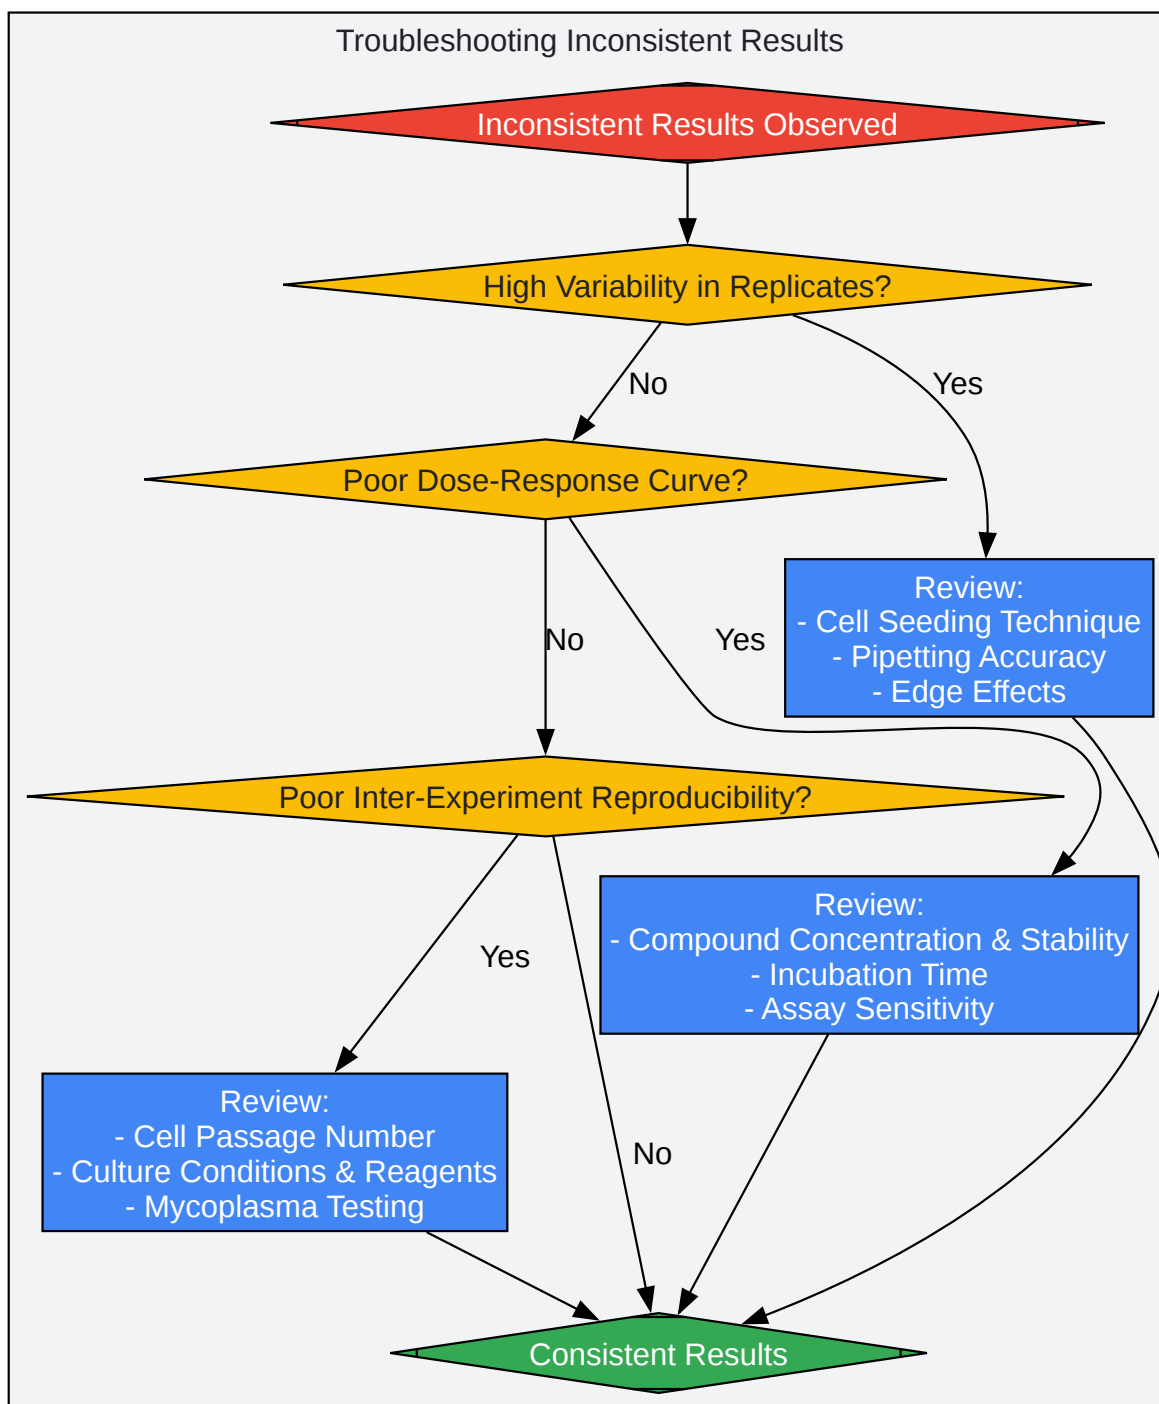 Troubleshooting Inconsistent Results
Inconsistent Results Observed
High Variability in Replicates?
No
Yes
Poor Dose-Response Curve?
No
Yes
Review:
- Cell Seeding Technique
- Pipetting Accuracy
- Edge Effects
Poor Inter-Experiment Reproducibility?
Yes
No
Review:
- Compound Concentration & Stability
- Incubation Time
- Assay Sensitivity
Review:
- Cell Passage Number
- Culture Conditions & Reagents
- Mycoplasma Testing
Consistent Results